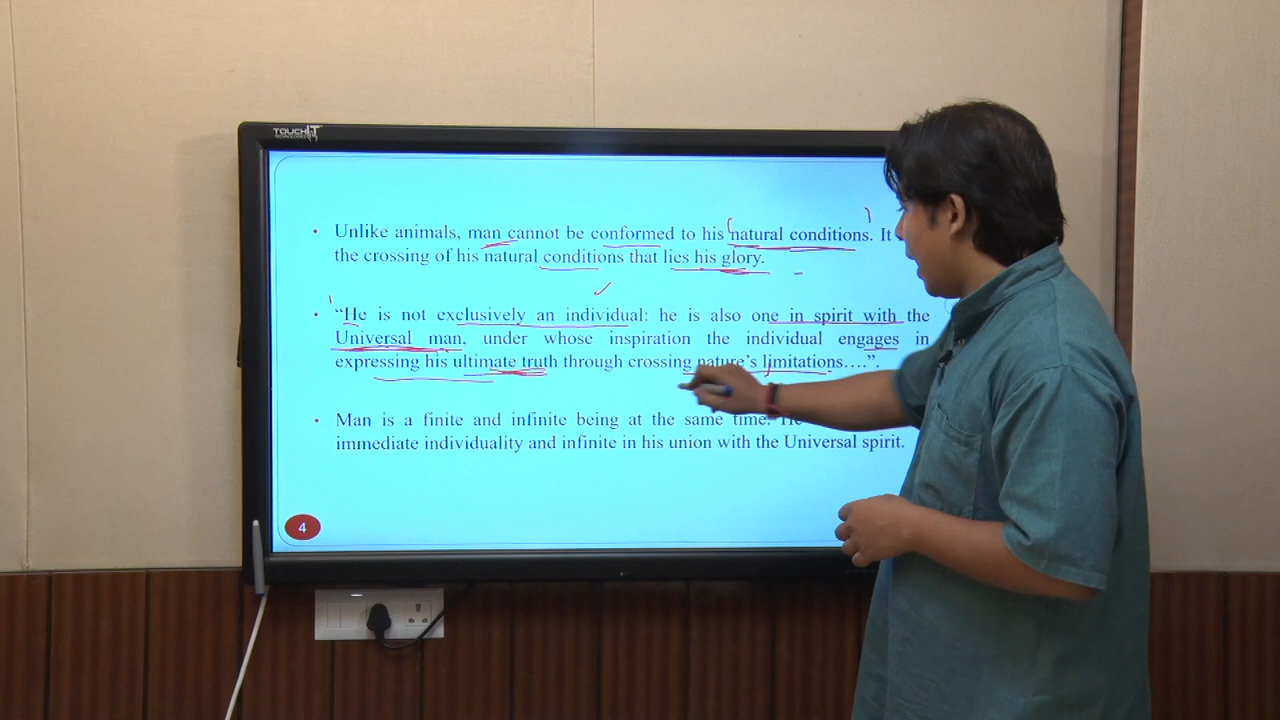 TOUCHIT
TECHNOLOGIES
Unlike animals, man cannot be conformed to his natural conditions. It
the crossing of his natural conditions that lies his glory.
“He is not exclusively an individual: he is also one in spirit with the
Universal man, under whose inspiration the individual engages in
expressing his ultimate truth through crossing nature’s limitations….”.
Man is a finite and infinite being at the same time. He
immediate individuality and infinite in his union with the Universal spirit.
4